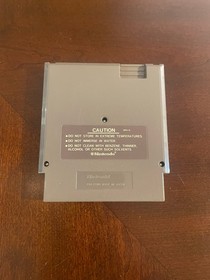 CAUTION
●DO NOT STORE IN EXTREME TEMPERATURES.
●DO NOT IMMERSE IN WATER.
●DO NOT CLEAN WITH BENZENE, THINNER,
ALCOHOL OR OTHER SUCH SOLVENTS.
Nintendo
Nintendo